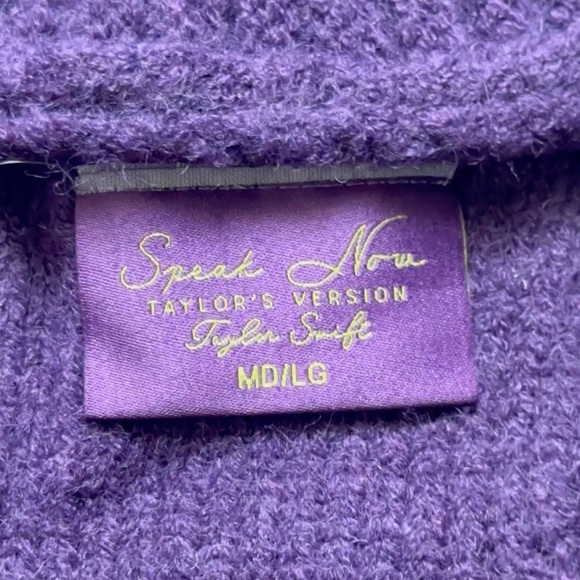 Speak Now
TAYLOR'S VERSION
Taylor Swift
MD/LG